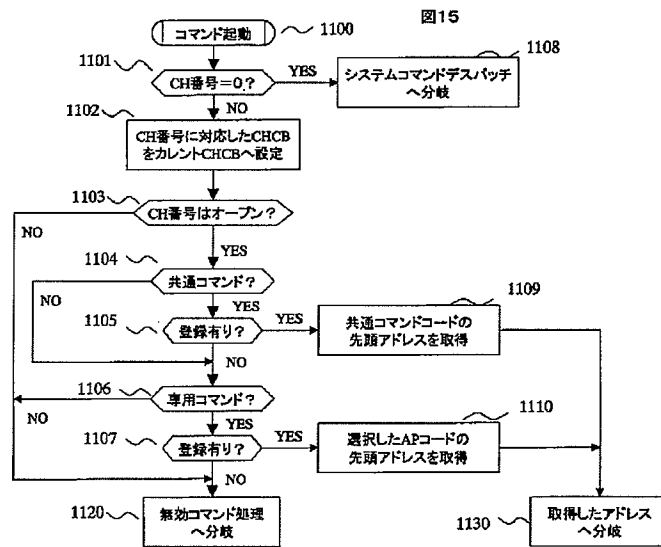 図15
コマンド起動
1100
1101
CH番号=0?
YES
1108
システムコマンドデスパッチ
へ分岐
NO
1102
CH番号に対応したCHCB
をカレントCHCBへ設定
1103
CH番号はオープン?
NO
YES
1104
共通コマンド?
NO
YES
1105
登録有り?
YES
1109
共通コマンドコードの
先頭アドレスを取得
NO
1106
専用コマンド?
NO
YES
1107
登録有り?
YES
1110
選択したAPコードの
先頭アドレスを取得
NO
1120
無効コマンド処理
へ分岐
1130
取得したアドレス
へ分岐